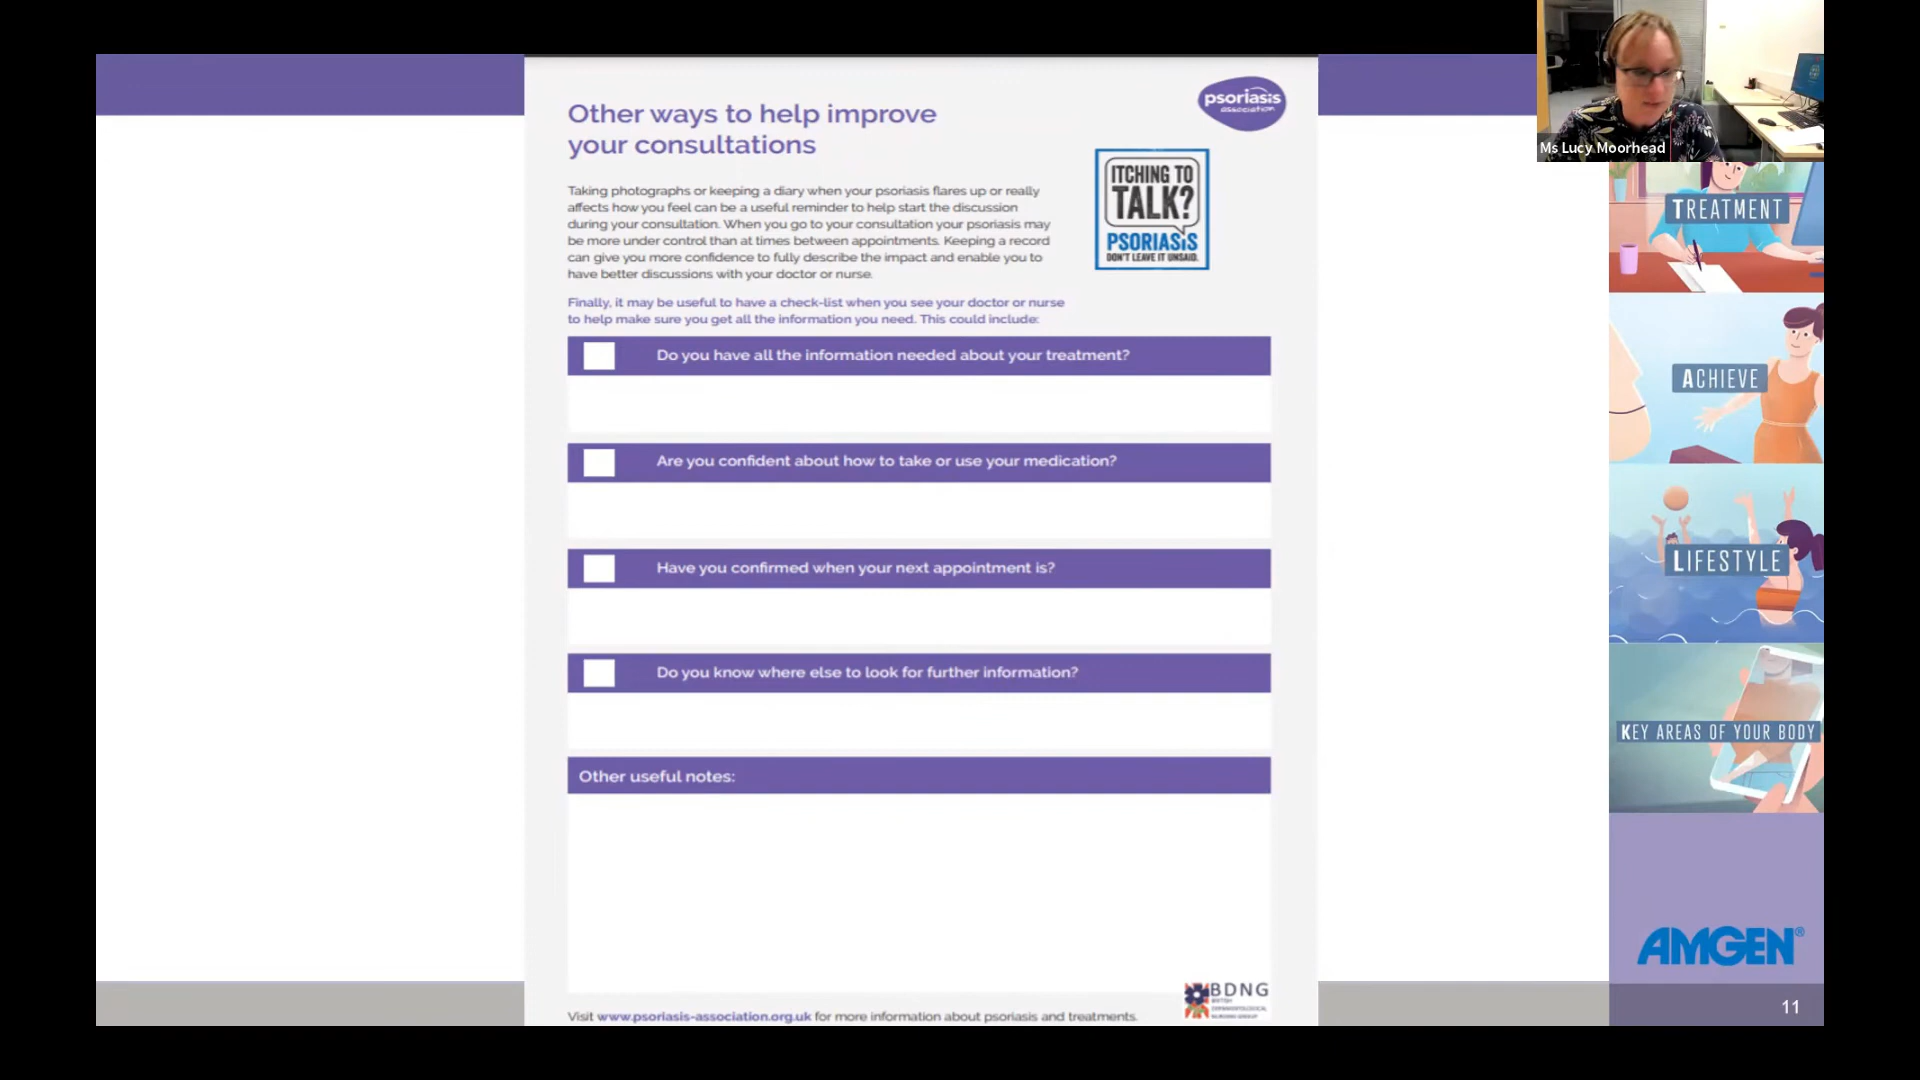 Other ways to help improve
your consultations
psoriasis
association
Taking photographs or keeping a diary when your psoriasis flares up or really
affects how you feel can be a useful reminder to help start the discussion
during your consultation. When you go to your consultation your psoriasis may
be more under control than at times between appointments. Keeping a record
can give you more confidence to fully describe the impact and enable you to
have better discussions with your doctor or nurse.
ITCHING TO
TALK?
PSORIASIS
DON'T LEAVE IT UNSAID.
Finally, it may be useful to have a check-list when you see your doctor or nurse
to help make sure you get all the information you need. This could include:
Do you have all the information needed about your treatment?
Are you confident about how to take or use your medication?
Have you confirmed when your next appointment is?
Do you know where else to look for further information?
Other useful notes:
Visit www.psoriasis-association.org.uk for more information about psoriasis and treatments.
BDNG
BRITISH
DERMATOLOGICAL
NURSING GROUP
Ms Lucy Moorhead
TREATMENT
ACHIEVE
LIFESTYLE
KEY AREAS OF YOUR BODY
AMGEN®
11